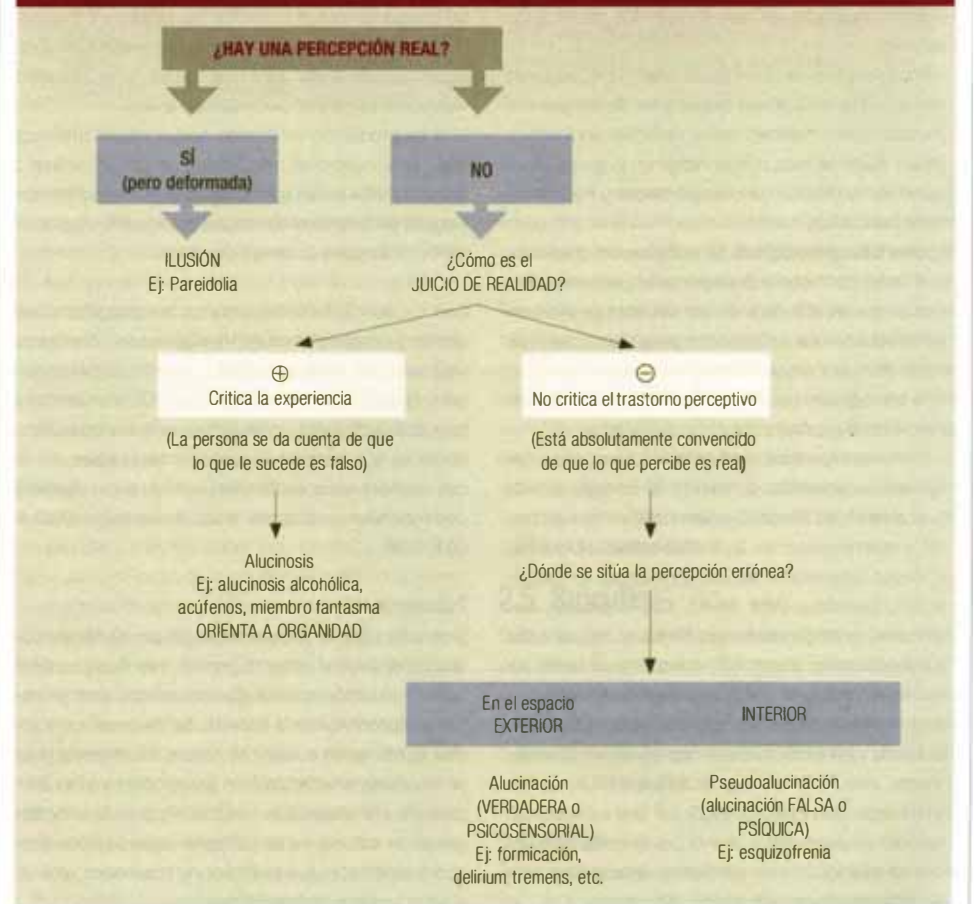 ¿HAY UNA PERCEPCIÓN REAL?
SÍ
(pero deformada)
NO
ILUSIÓN
Ej: Pareidolia
¿Cómo es el
JUICIO DE REALIDAD?
⊕
Critica la experiencia
(La persona se da cuenta de que
lo que le sucede es falso)
⊖
No critica el trastorno perceptivo
(Está absolutamente convencido
de que lo que percibe es real)
Alucinosis
Ej: alucinosis alcohólica,
acúfenos, miembro fantasma
ORIENTA A ORGANIDAD
¿Dónde se sitúa la percepción errónea?
En el espacio
EXTERIOR
INTERIOR
Alucinación
(VERDADERA o
PSICOSENSORIAL)
Ej: formicación,
delirium tremens, etc.
Pseudoalucinación
(alucinación FALSA o
PSÍQUICA)
Ej: esquizofrenia